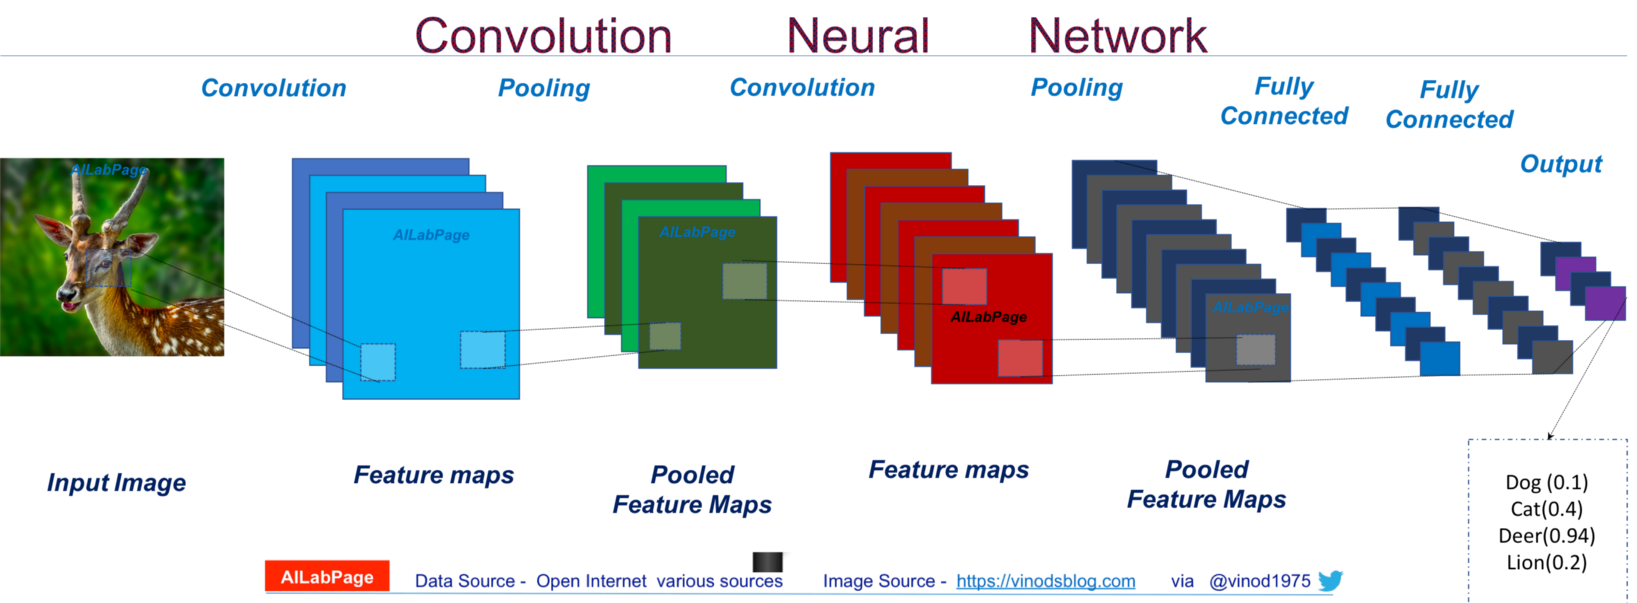 Convolution Neural Network
Convolution
Pooling
Convolution
Pooling
Fully
Connected
Fully
Connected
Output
AILabPage
AILabPage
AILabPage
AILabPage
AILabPage
Input Image
Feature maps
Pooled
Feature Maps
Feature maps
Pooled
Feature Maps
Dog (0.1)
Cat(0.4)
Deer(0.94)
Lion(0.2)
AILabPage
Data Source - Open Internet various sources
Image Source - https://vinodsblog.com via @vinod1975